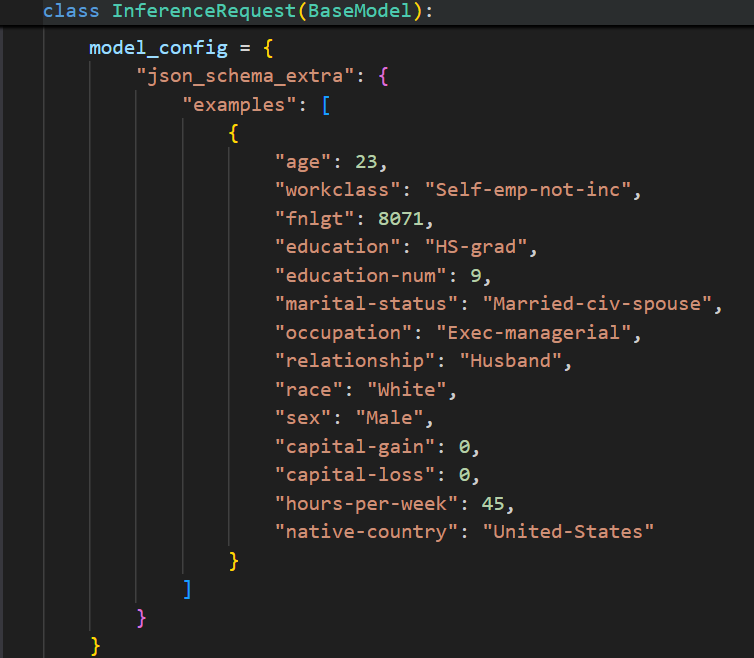 class InferenceRequest(BaseModel):
model_config = {
"json_schema_extra": {
"examples": [
{
"age": 23,
"workclass": "Self-emp-not-inc",
"fnlgt": 8071,
"education": "HS-grad",
"education-num": 9,
"marital-status": "Married-civ-spouse",
"occupation": "Exec-managerial",
"relationship": "Husband",
"race": "White",
"sex": "Male",
"capital-gain": 0,
"capital-loss": 0,
"hours-per-week": 45,
"native-country": "United-States"
}
]
}
}